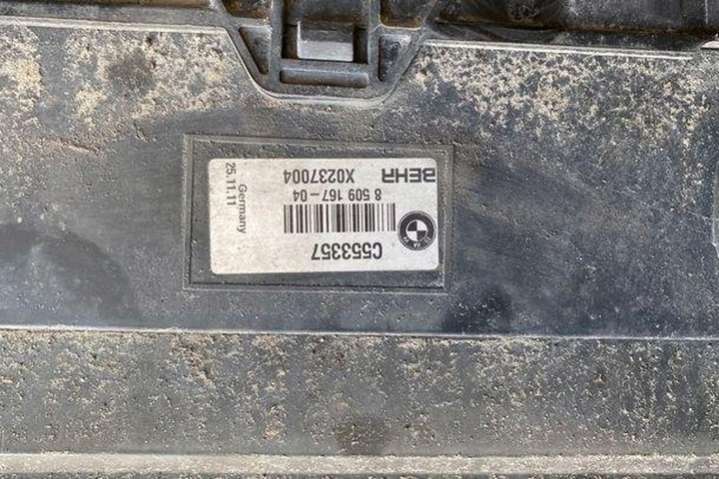 C553357
8 509 167-04
BEHR X0237004
Germany
25.11.11